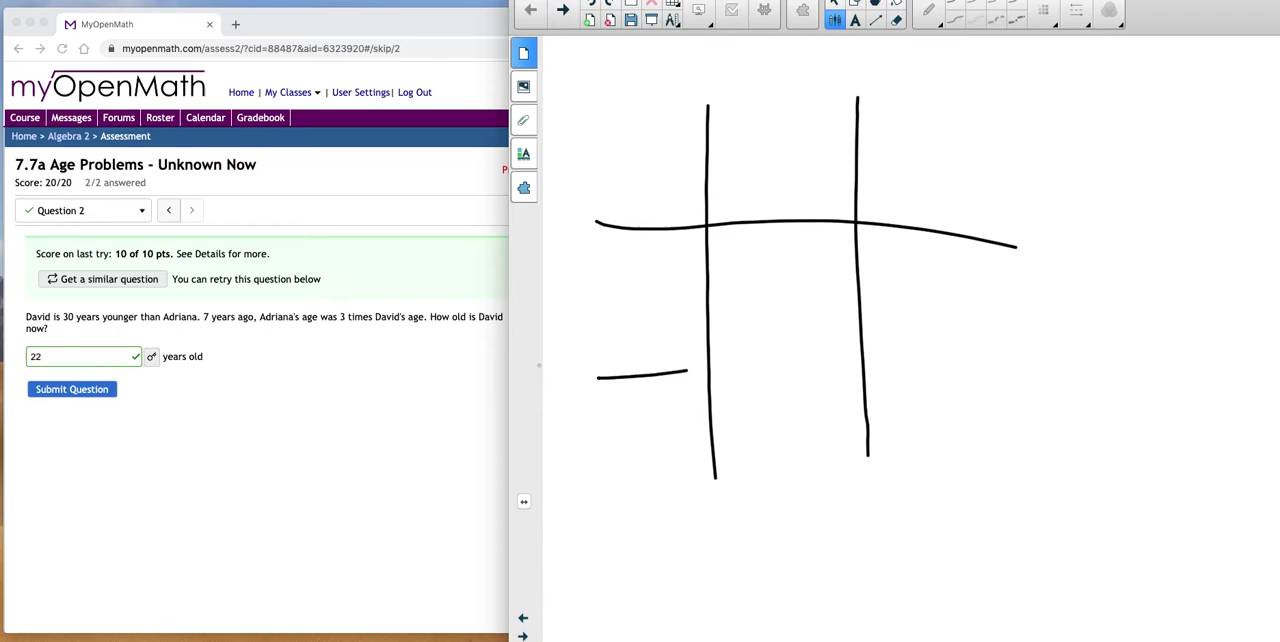 MyOpenMath
myopenmath.com/assess2/?cid=88487&aid=6323920#/skip/2
myOpenMath
Home | My Classes | User Settings | Log Out
Course Messages Forums Roster Calendar Gradebook
Home > Algebra 2 > Assessment
7.7a Age Problems - Unknown Now
Score: 20/20 2/2 answered
Question 2
Score on last try: 10 of 10 pts. See Details for more.
Get a similar question You can retry this question below
David is 30 years younger than Adriana. 7 years ago, Adriana's age was 3 times David's age. How old is David
now?
22 years old
Submit Question